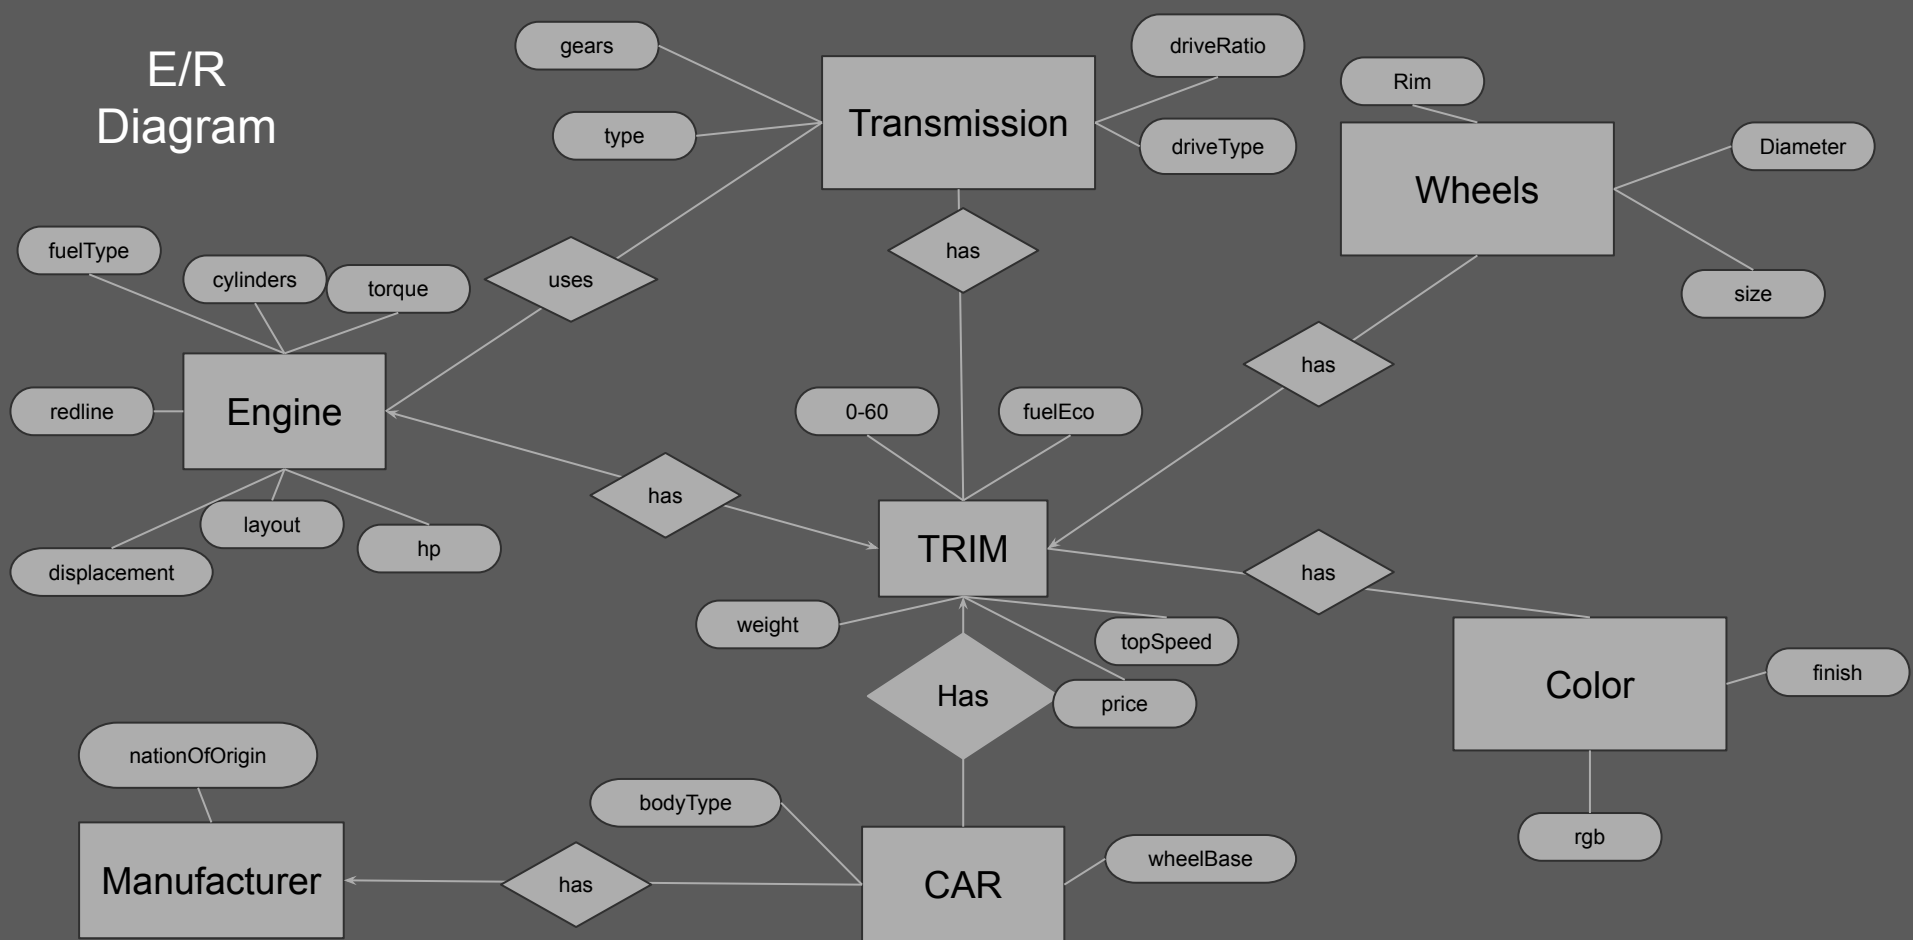 E/R
Diagram
gears
driveRatio
Rim
Transmission
type
driveType
Diameter
Wheels
fuelType
cylinders
torque
uses
has
size
has
redline
Engine
0-60
fuelEco
has
layout
hp
displacement
TRIM
has
weight
topSpeed
Has
price
Color
finish
nationOfOrigin
bodyType
rgb
Manufacturer
has
CAR
wheelBase